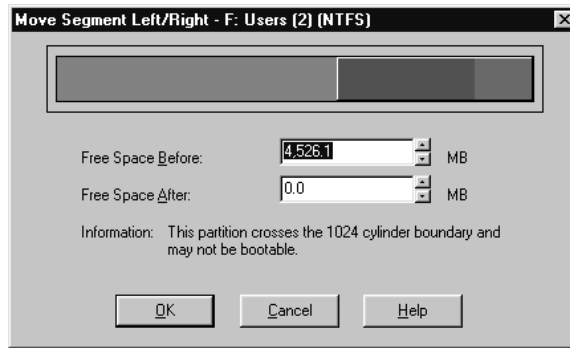 Move Segment Left/Right - F: Users (2) (NTFS)
Free Space Before: 4,526.1 MB
Free Space After: 0.0 MB
Information: This partition crosses the 1024 cylinder boundary and
may not be bootable.
OK Cancel Help